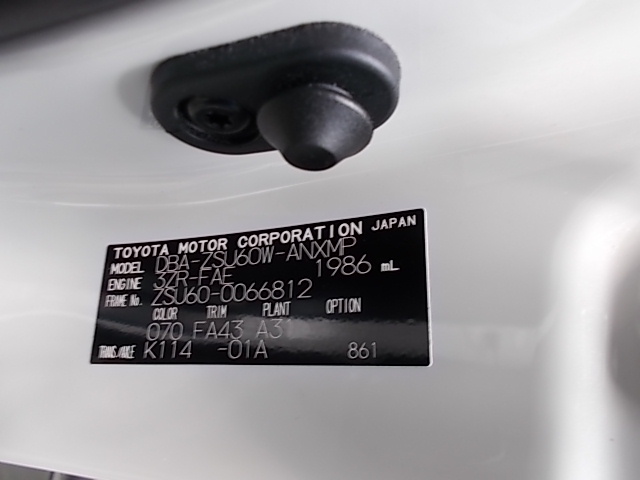 TOYOTA MOTOR CORPORATION JAPAN
MODEL DBA-ZSU60W-ANXMP
ENGINE 3ZR-FAE 1986 mL
FRAME No. ZSU60-0066812
COLOR TRIM PLANT OPTION
070 FA43 A31
TRANS/AXLE K114 -01A 861